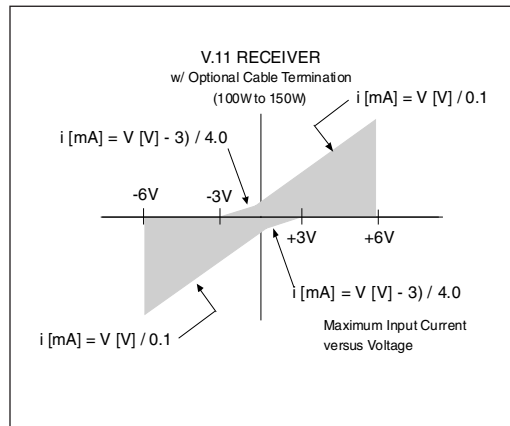 V.11 RECEIVER
w/ Optional Cable Termination
(100W to 150W)
i [mA] = V [V] / 0.1
i [mA] = V [V] - 3) / 4.0
-6V
-3V
+3V
+6V
i [mA] = V [V] - 3) / 4.0
i [mA] = V [V] / 0.1
Maximum Input Current
versus Voltage